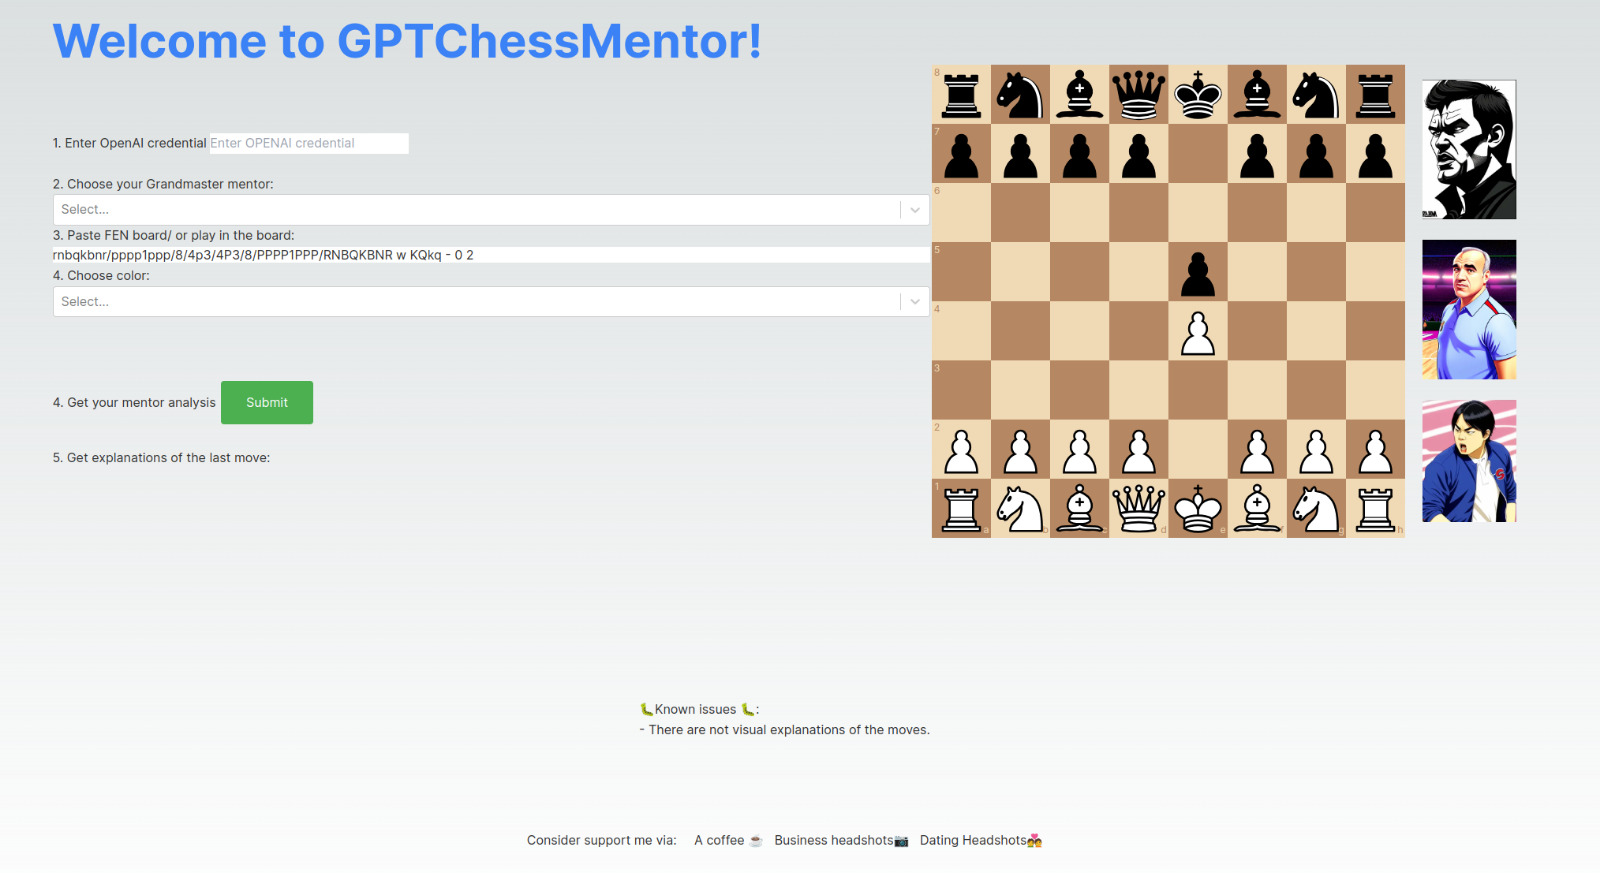 Welcome to GPTChessMentor!
1. Enter OpenAI credential Enter OPENAI credential
2. Choose your Grandmaster mentor:
Select...
3. Paste FEN board/ or play in the board:
rnbqkbnr/pppp1ppp/8/4p3/4P3/8/PPPP1PPP/RNBQKBNR w KQkq - 0 2
4. Choose color:
Select...
4. Get your mentor analysis Submit
5. Get explanations of the last move:
8
7
6
5
4
3
2
1
a b c d e f g h
🐛Known issues 🐛:
- There are not visual explanations of the moves.
Consider support me via: A coffee ☕ Business headshots📷 Dating Headshots💑